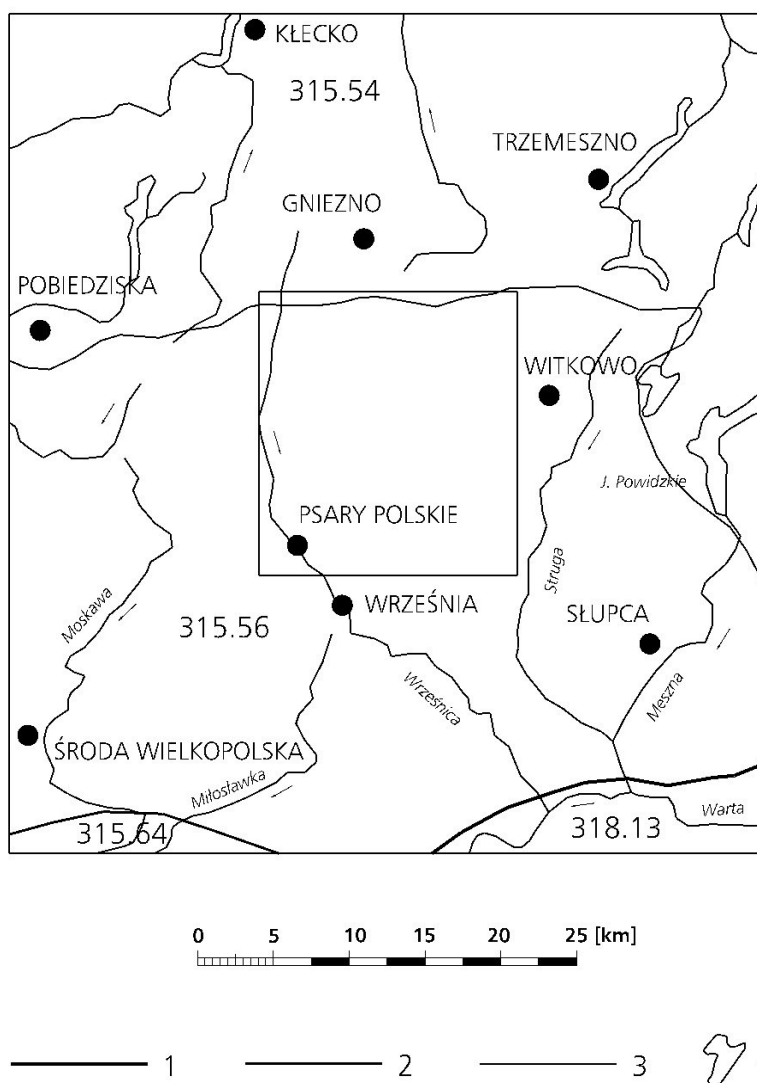 KŁECKO
315.54
TRZEMESZNO
GNIEZNO
POBIEDZISKA
WITKOWO
J. Powidzkie
PSARY POLSKIE
Struga
WRZEŚNIA
Moskawa
315.56
SŁUPCA
Wrześnica
Meszna
ŚRODA WIELKOPOLSKA
Miłosławka
Warta
315.64
318.13
0 5 10 15 20 25 [km]
1 2 3